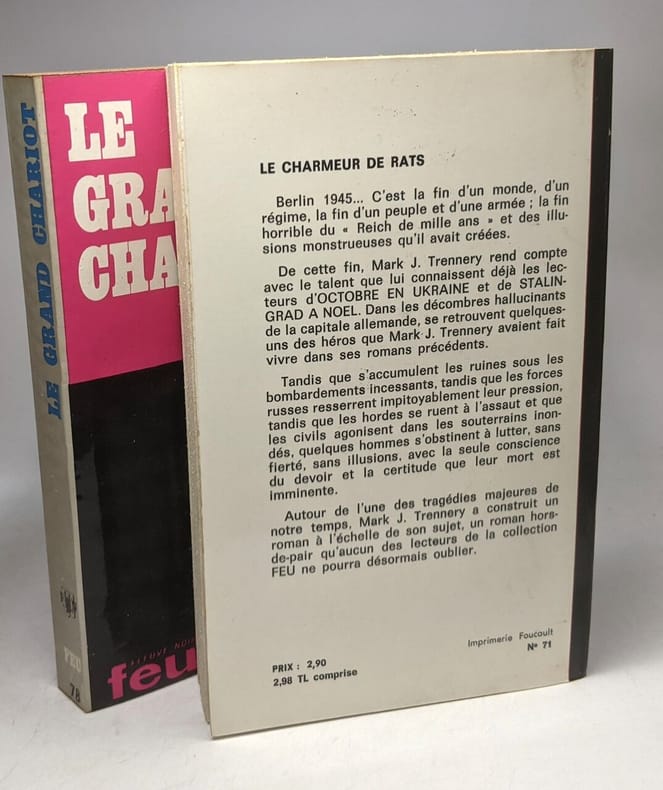 LE GRAND CHARIOT
FEU
78
LE
GRA
CHA
feu
LE CHARMEUR DE RATS
Berlin 1945... C'est la fin d'un monde, d'un
régime, la fin d'un peuple et d'une armée ; la fin
horrible du « Reich de mille ans » et des illu-
sions monstrueuses qu'il avait créées.
De cette fin, Mark J. Trennery rend compte
avec le talent que lui connaissent déjà les lec-
teurs d'OCTOBRE EN UKRAINE et de STALIN-
GRAD A NOEL. Dans les décombres hallucinants
de la capitale allemande, se retrouvent quelques-
uns des héros que Mark J. Trennery avaient fait
vivre dans ses romans précédents.
Tandis que s'accumulent les ruines sous les
bombardements incessants, tandis que les forces
russes resserrent impitoyablement leur pression,
tandis que les hordes se ruent à l'assaut et que
les civils agonisent dans les souterrains inon-
dés, quelques hommes s'obstinent à lutter, sans
fierté, sans illusions, avec la seule conscience
du devoir et la certitude que leur mort est
imminente.
Autour de l'une des tragédies majeures de
notre temps, Mark J. Trennery a construit un
roman à l'échelle de son sujet, un roman hors-
de-pair qu'aucun des lecteurs de la collection
FEU ne pourra désormais oublier.
Imprimerie Foucault
N° 71
PRIX : 2,90
2,98 TL comprise